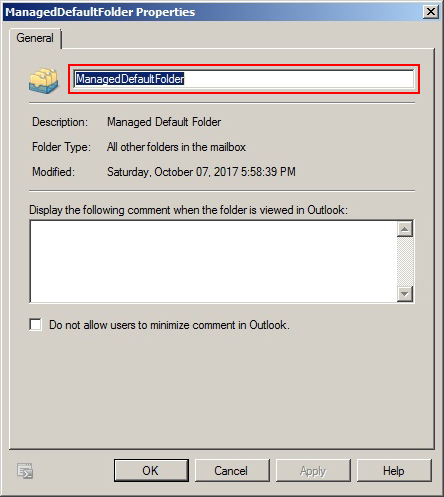 ManagedDefaultFolder Properties
General
ManagedDefaultFolder
Description: Managed Default Folder
Folder Type: All other folders in the mailbox
Modified: Saturday, October 07, 2017 5:58:39 PM
Display the following comment when the folder is viewed in Outlook:
Do not allow users to minimize comment in Outlook.
OK Cancel Apply Help